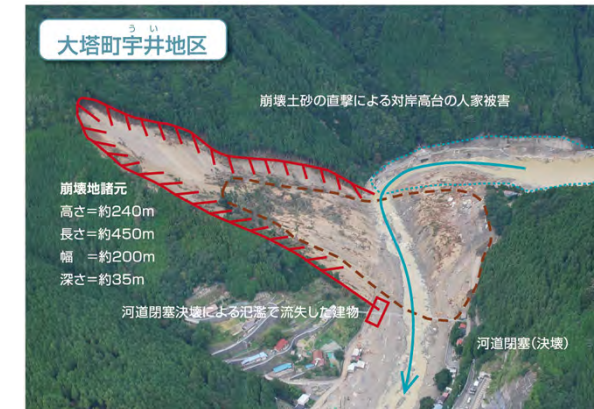 うい
大塔町宇井地区
崩壊土砂の直撃による対岸高台の人家被害
崩壊地諸元
高さ=約240m
長さ=約450m
幅　=約200m
深さ=約35m
河道閉塞決壊による氾濫で流失した建物
河道閉塞(決壊)